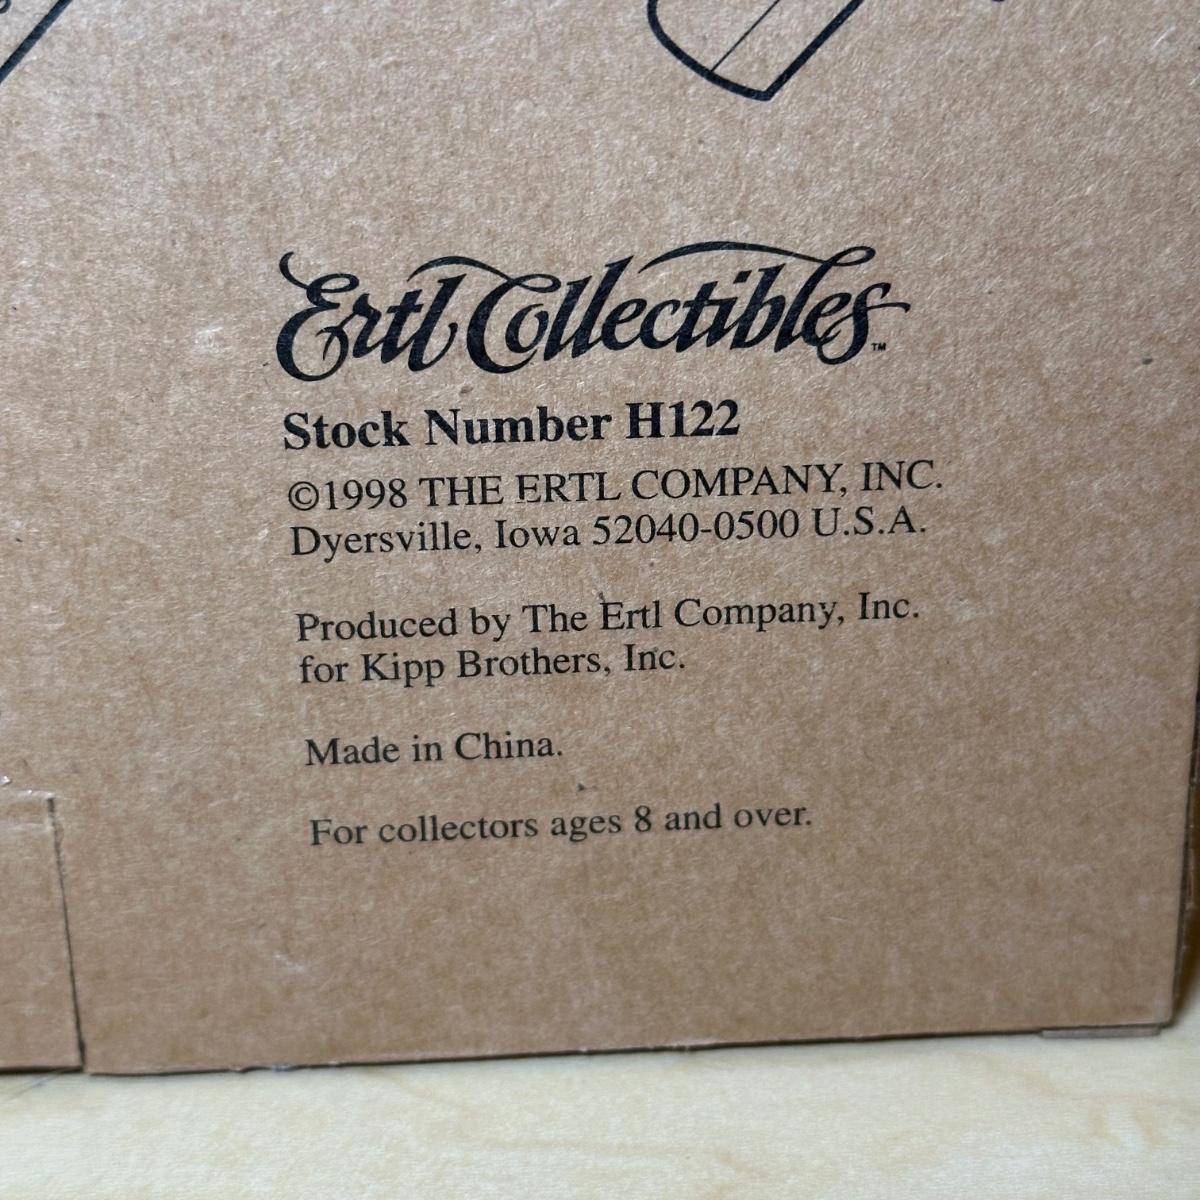 Ertl Collectibles™
Stock Number H122
©1998 THE ERTL COMPANY, INC.
Dyersville, Iowa 52040-0500 U.S.A.
Produced by The Ertl Company, Inc.
for Kipp Brothers, Inc.
Made in China.
For collectors ages 8 and over.